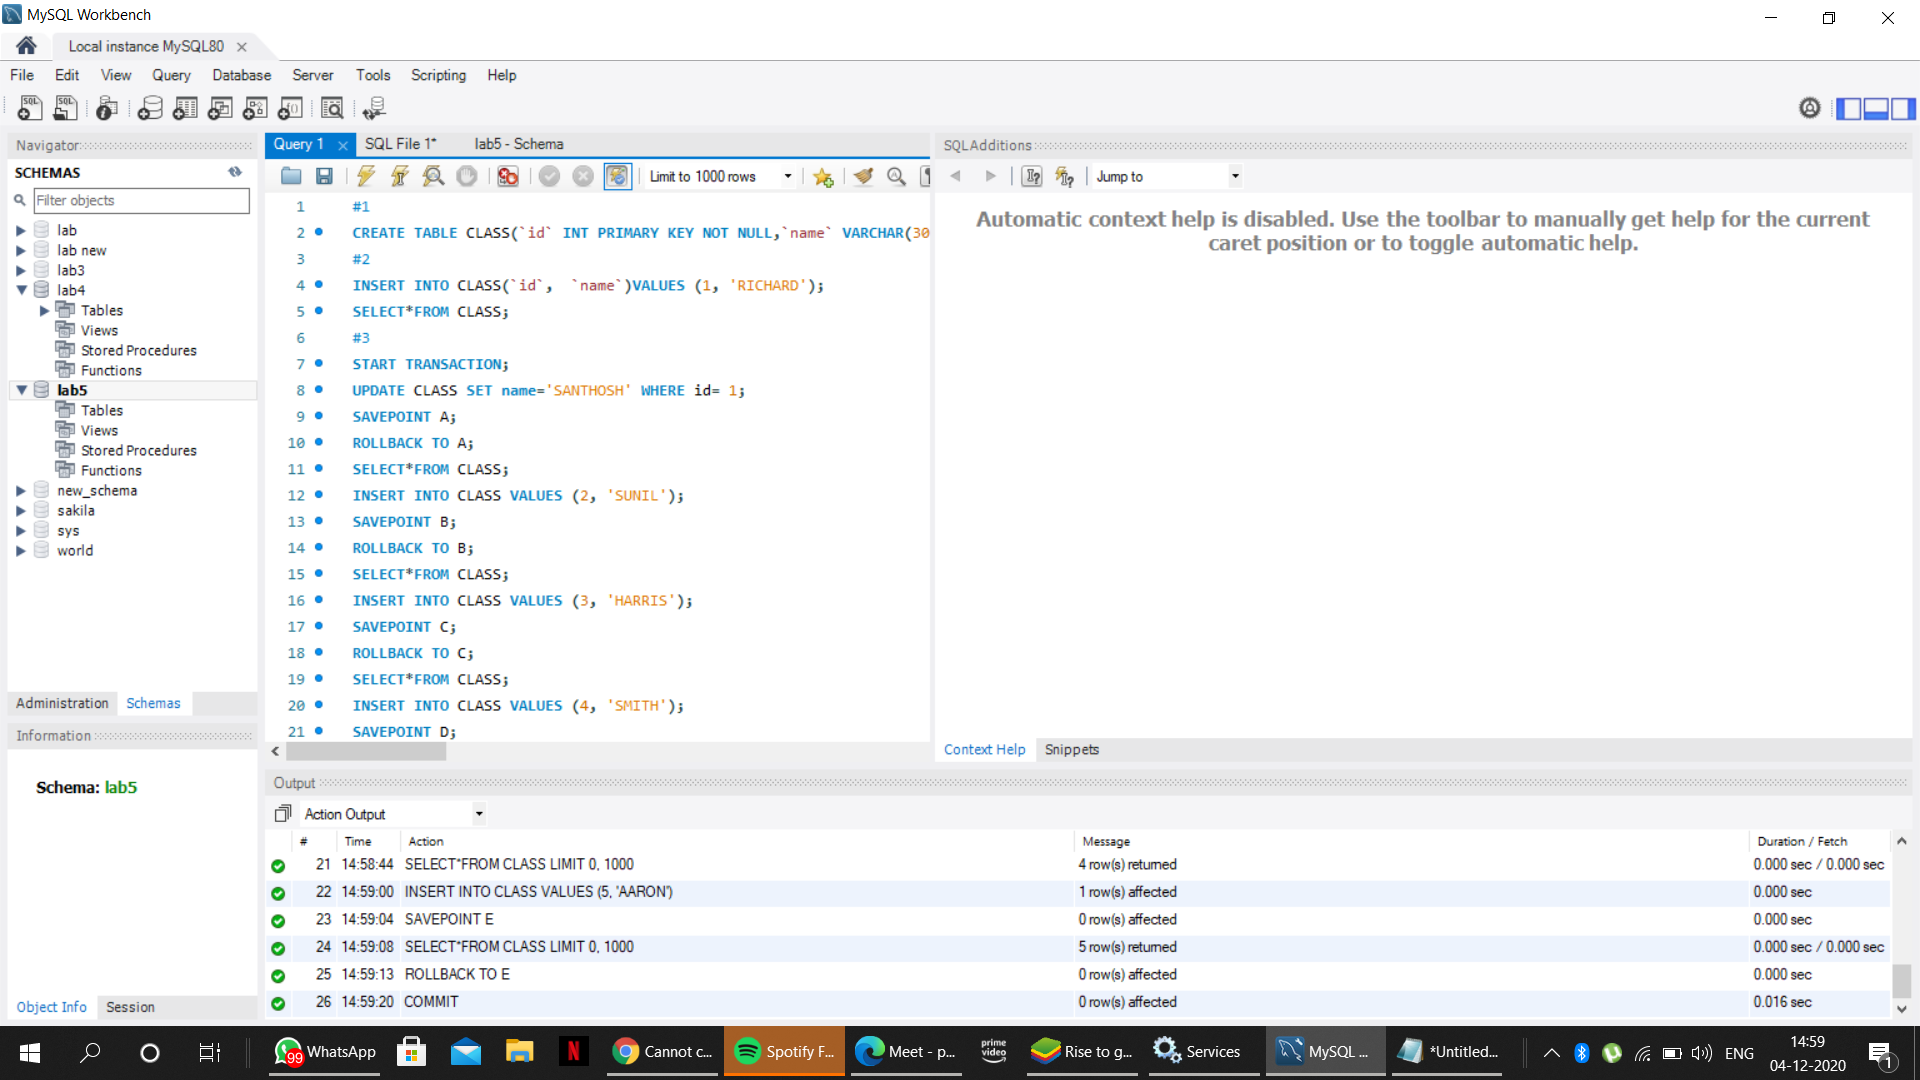 MySQL Workbench
Local instance MySQL80
File Edit View Query Database Server Tools Scripting Help
Navigator
SCHEMAS
Filter objects
lab
lab new
lab3
lab4
Tables
Views
Stored Procedures
Functions
lab5
Tables
Views
Stored Procedures
Functions
new_schema
sakila
sys
world
Administration Schemas
Information
Schema: lab5
Object Info Session
Query 1 SQL File 1* lab5 - Schema
Limit to 1000 rows
1 #1
2 CREATE TABLE CLASS(`id` INT PRIMARY KEY NOT NULL,`name` VARCHAR(30
3 #2
4 INSERT INTO CLASS(`id`, `name`)VALUES (1, 'RICHARD');
5 SELECT*FROM CLASS;
6 #3
7 START TRANSACTION;
8 UPDATE CLASS SET name='SANTHOSH' WHERE id= 1;
9 SAVEPOINT A;
10 ROLLBACK TO A;
11 SELECT*FROM CLASS;
12 INSERT INTO CLASS VALUES (2, 'SUNIL');
13 SAVEPOINT B;
14 ROLLBACK TO B;
15 SELECT*FROM CLASS;
16 INSERT INTO CLASS VALUES (3, 'HARRIS');
17 SAVEPOINT C;
18 ROLLBACK TO C;
19 SELECT*FROM CLASS;
20 INSERT INTO CLASS VALUES (4, 'SMITH');
21 SAVEPOINT D;
SQLAdditions
Jump to
Automatic context help is disabled. Use the toolbar to manually get help for the current
caret position or to toggle automatic help.
Context Help Snippets
Output
Action Output
# Time Action Message Duration / Fetch
21 14:58:44 SELECT*FROM CLASS LIMIT 0, 1000 4 row(s) returned 0.000 sec / 0.000 sec
22 14:59:00 INSERT INTO CLASS VALUES (5, 'AARON') 1 row(s) affected 0.000 sec
23 14:59:04 SAVEPOINT E 0 row(s) affected 0.000 sec
24 14:59:08 SELECT*FROM CLASS LIMIT 0, 1000 5 row(s) returned 0.000 sec / 0.000 sec
25 14:59:13 ROLLBACK TO E 0 row(s) affected 0.000 sec
26 14:59:20 COMMIT 0 row(s) affected 0.016 sec
99 WhatsApp Cannot c... Spotify F... Meet - p... prime video Rise to g... Services MySQL ... *Untitled... ENG 14:59
04-12-2020 1